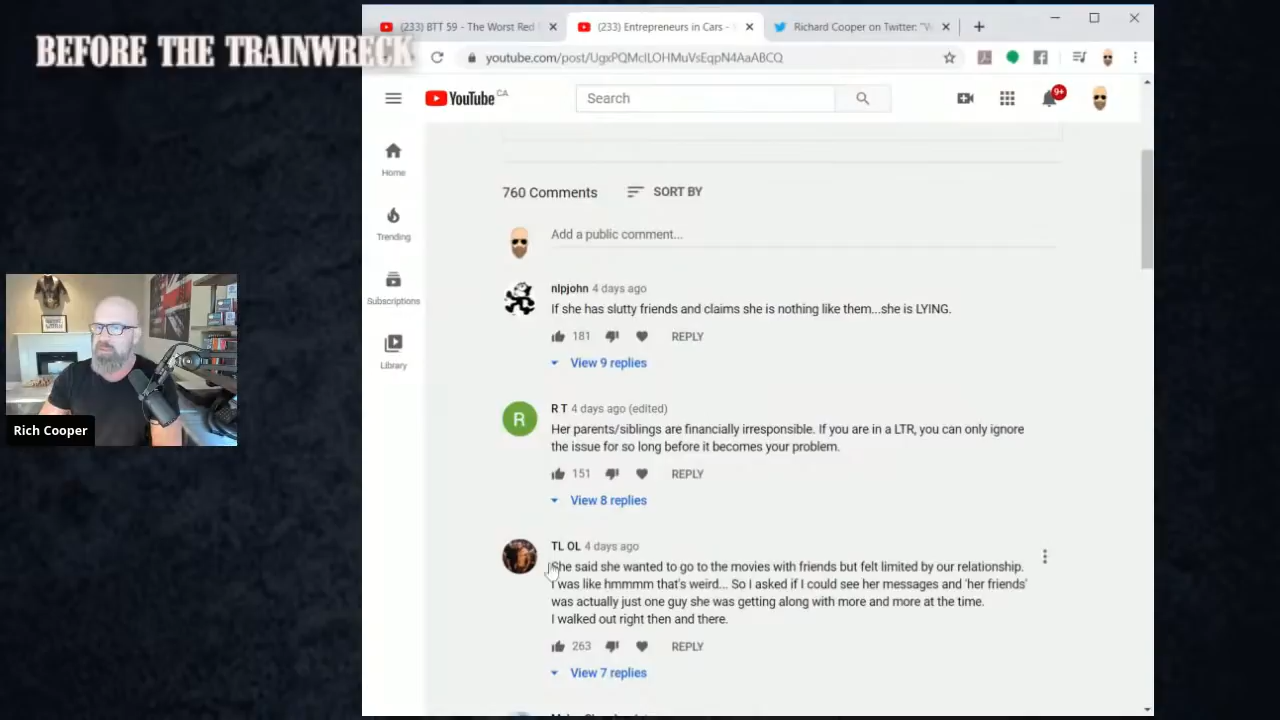 BEFORE THE TRAINWRECK
(233) BTT 59 - The Worst Red
(233) Entrepreneurs in Cars -
Richard Cooper on Twitter: "
youtube.com/post/UgxPQMclLOHMuVsEqpN4AaABCQ
YouTube CA
Search
9+
Home
Trending
Subscriptions
Library
760 Comments
SORT BY
Add a public comment...
nlpjohn 4 days ago
If she has slutty friends and claims she is nothing like them...she is LYING.
181 REPLY
View 9 replies
R
R T 4 days ago (edited)
Her parents/siblings are financially irresponsible. If you are in a LTR, you can only ignore
the issue for so long before it becomes your problem.
151 REPLY
View 8 replies
TL OL 4 days ago
She said she wanted to go to the movies with friends but felt limited by our relationship.
I was like hmmmm that's weird... So I asked if I could see her messages and 'her friends'
was actually just one guy she was getting along with more and more at the time.
I walked out right then and there.
263 REPLY
View 7 replies
Rich Cooper